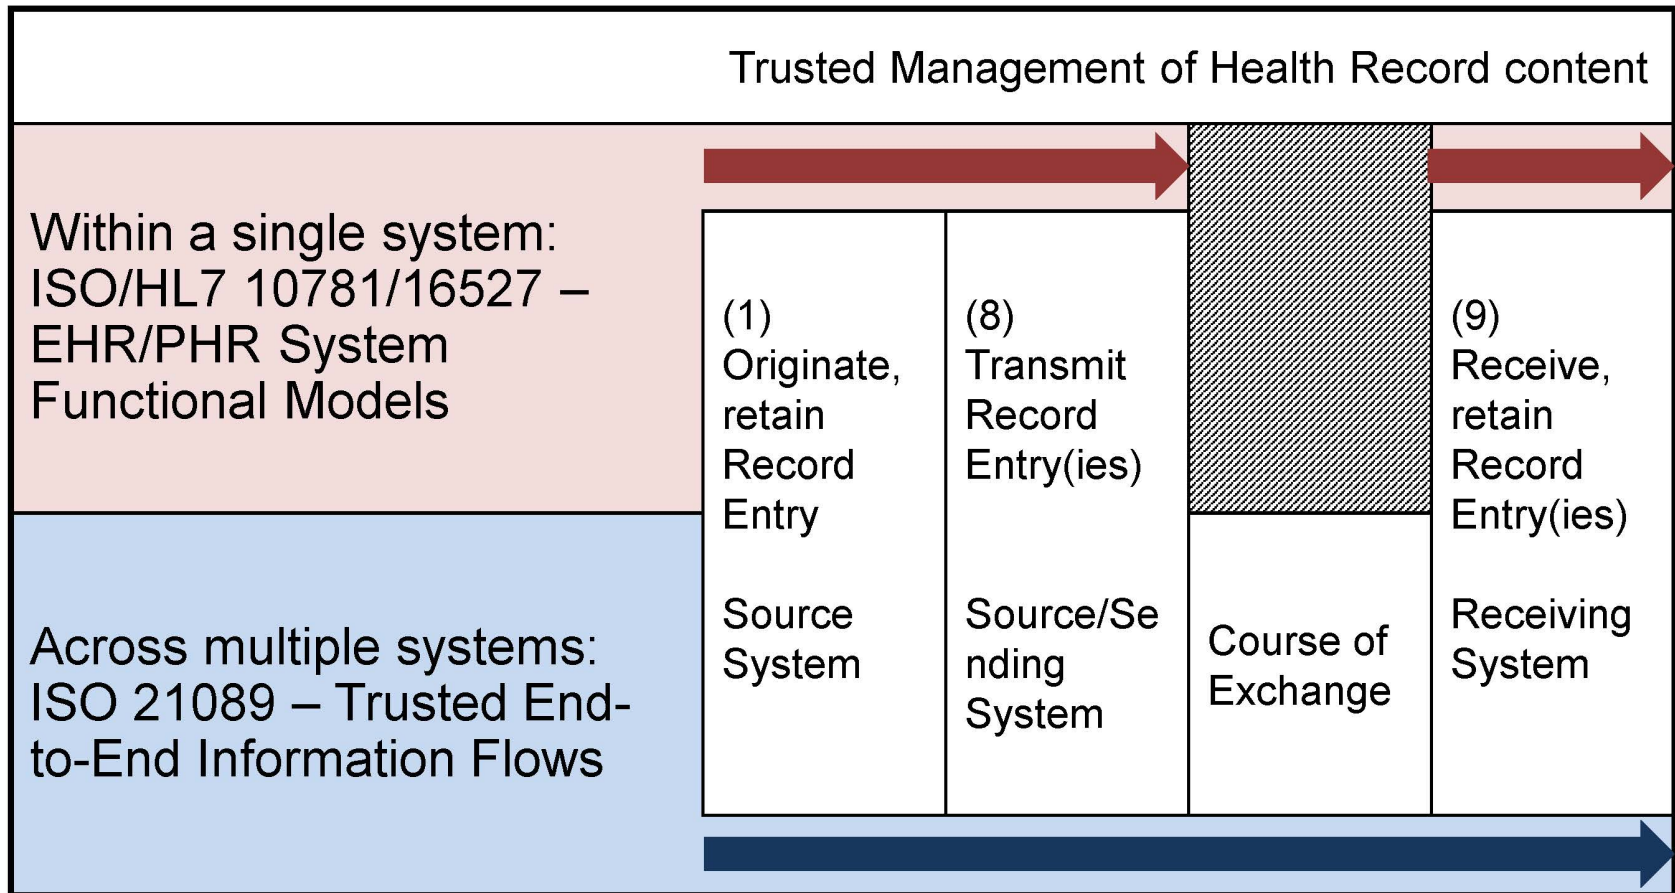 Trusted Management of Health Record content
Within a single system:
ISO/HL7 10781/16527 –
EHR/PHR System
Functional Models
(1)
Originate,
retain
Record
Entry
Source
System
(8)
Transmit
Record
Entry(ies)
Source/Se
nding
System
Course of
Exchange
(9)
Receive,
retain
Record
Entry(ies)
Receiving
System
Across multiple systems:
ISO 21089 – Trusted End-
to-End Information Flows